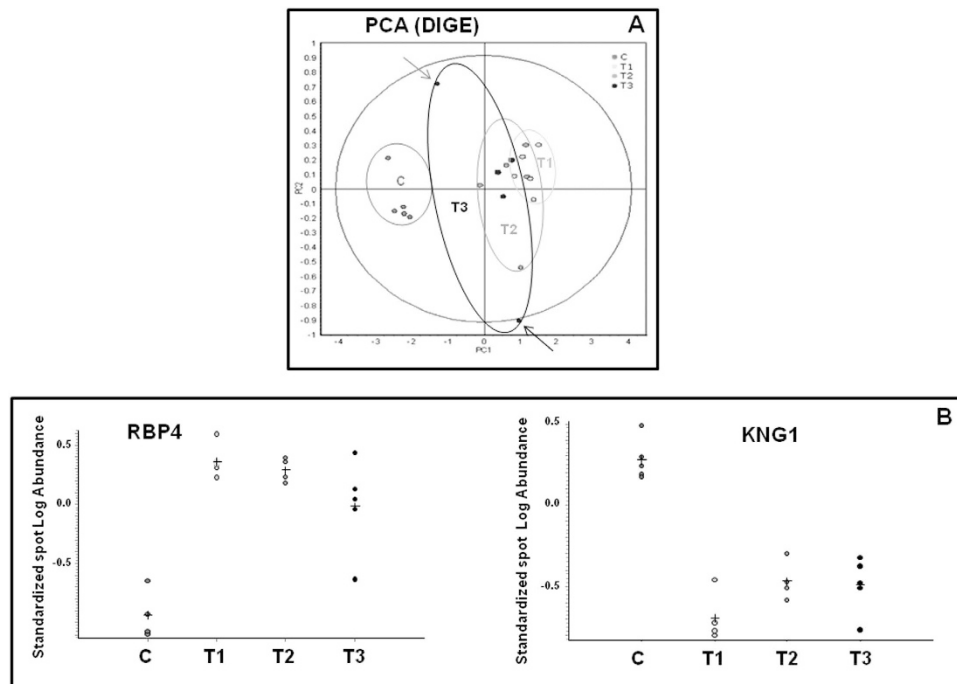 PCA (DIGE)
A
1
0.9
0.8
0.7
0.6
0.5
0.4
0.3
0.2
0.1
0
-0.1
-0.2
-0.3
-0.4
-0.5
-0.6
-0.7
-0.8
-0.9
-1
PC2
C
T1
T2
T3
C
T3
T2
T1
-4 -3 -2 -1 0 1 2 3 4
PC1
B
Standardized spot Log Abundance
RBP4
0.5
0.0
-0.5
C T1 T2 T3
Standardized spot Log Abundance
KNG1
0.5
0.0
-0.5
C T1 T2 T3